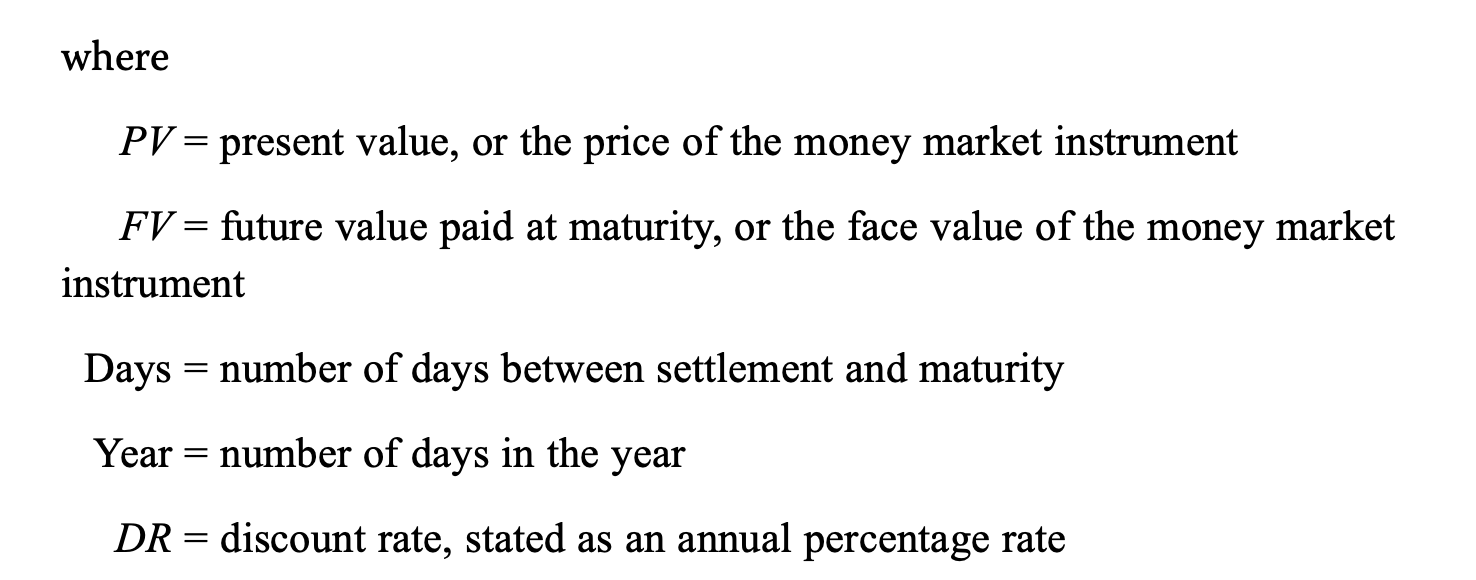 where
PV = present value, or the price of the money market instrument
FV = future value paid at maturity, or the face value of the money market
instrument
Days = number of days between settlement and maturity
Year = number of days in the year
DR = discount rate, stated as an annual percentage rate